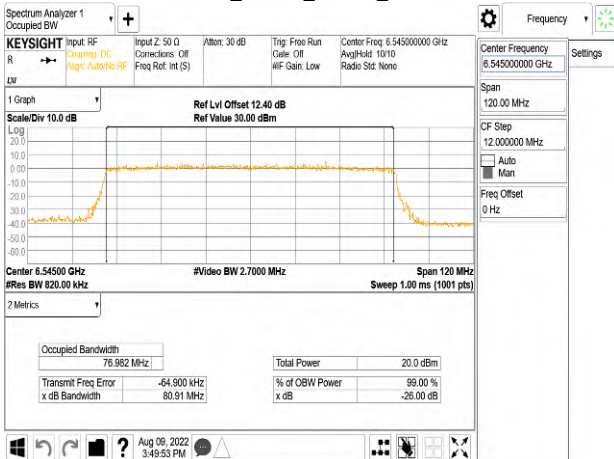 Spectrum Analyzer 1
Occupied BW
Frequency
KEYSIGHT
R
Input: RF
Coupling: DC
Align: Auto/No RF
Input Z: 50 Ω
Corrections: Off
Freq Ref: Int (S)
Atten: 30 dB
Trig: Free Run
Gate: Off
#IF Gain: Low
Center Freq: 6.545000000 GHz
Avg|Hold: 10/10
Radio Std: None
Center Frequency
6.545000000 GHz
Settings
Span
120.00 MHz
CF Step
12.000000 MHz
Auto
Man
Freq Offset
0 Hz
1 Graph
Scale/Div 10.0 dB
Ref Lvl Offset 12.40 dB
Ref Value 30.00 dBm
Log
20.0
10.0
0.00
-10.0
-20.0
-30.0
-40.0
-50.0
-60.0
Center 6.54500 GHz
#Video BW 2.7000 MHz
Span 120 MHz
#Res BW 820.00 kHz
Sweep 1.00 ms (1001 pts)
2 Metrics
Occupied Bandwidth
76.982 MHz
Total Power 20.0 dBm
Transmit Freq Error -64.900 kHz
% of OBW Power 99.00 %
x dB Bandwidth 80.91 MHz
x dB -26.00 dB
?
Aug 09, 2022
3:49:53 PM